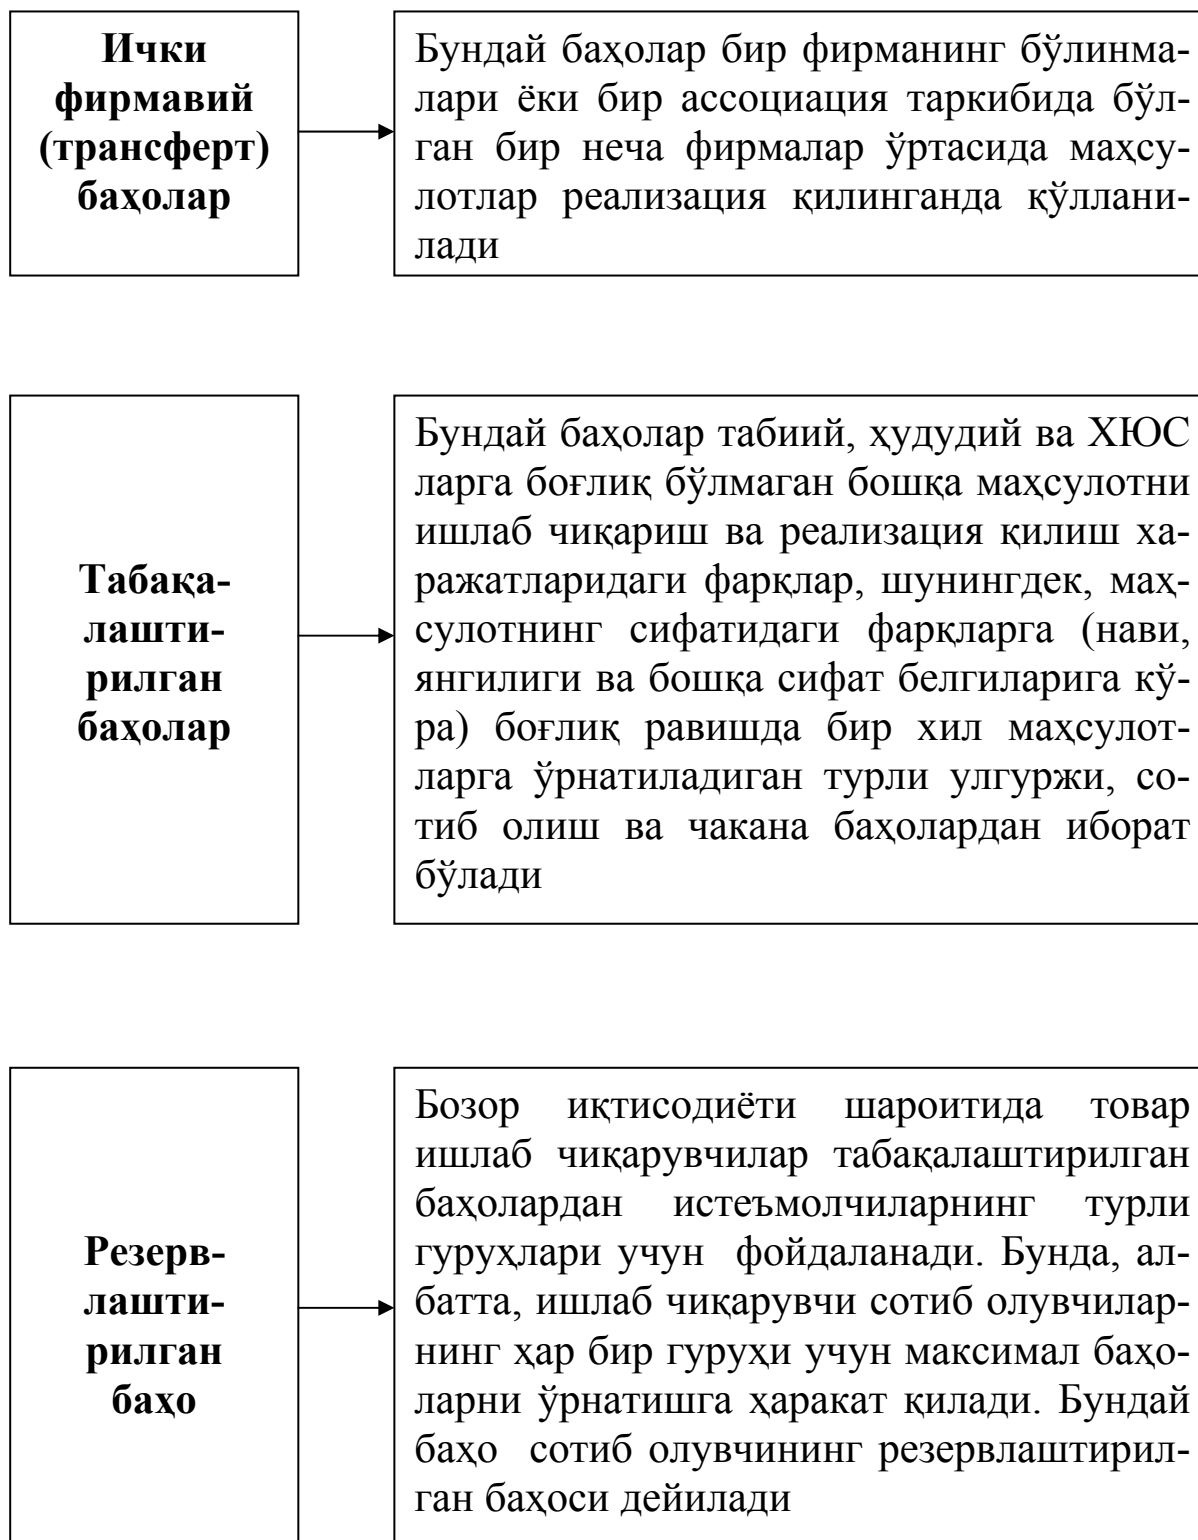 Ички
фирмавий
(трансферт)
баҳолар
Бундай баҳолар бир фирманинг бўлинма-
лари ёки бир ассоциация таркибида бўл-
ган бир неча фирмалар ўртасида маҳсу-
лотлар реализация қилинганда қўллани-
лади
Табақа-
лашти-
рилган
баҳолар
Бундай баҳолар табиий, ҳудудий ва ХЮС
ларга боғлиқ бўлмаган бошқа маҳсулотни
ишлаб чиқариш ва реализация қилиш ха-
ражатларидаги фарқлар, шунингдек, маҳ-
сулотнинг сифатидаги фарқларга (нави,
янгилиги ва бошқа сифат белгиларига кў-
ра) боғлиқ равишда бир хил маҳсулот-
ларга ўрнатиладиган турли улгуржи, со-
тиб олиш ва чакана баҳолардан иборат
бўлади
Резерв-
лашти-
рилган
баҳо
Бозор иқтисодиёти шароитида товар
ишлаб чиқарувчилар табақалаштирилган
баҳолардан истеъмолчиларнинг турли
гуруҳлари учун фойдаланади. Бунда, ал-
батта, ишлаб чиқарувчи сотиб олувчилар-
нинг ҳар бир гуруҳи учун максимал баҳо-
ларни ўрнатишга ҳаракат қилади. Бундай
баҳо сотиб олувчининг резервлаштирил-
ган баҳоси дейилади